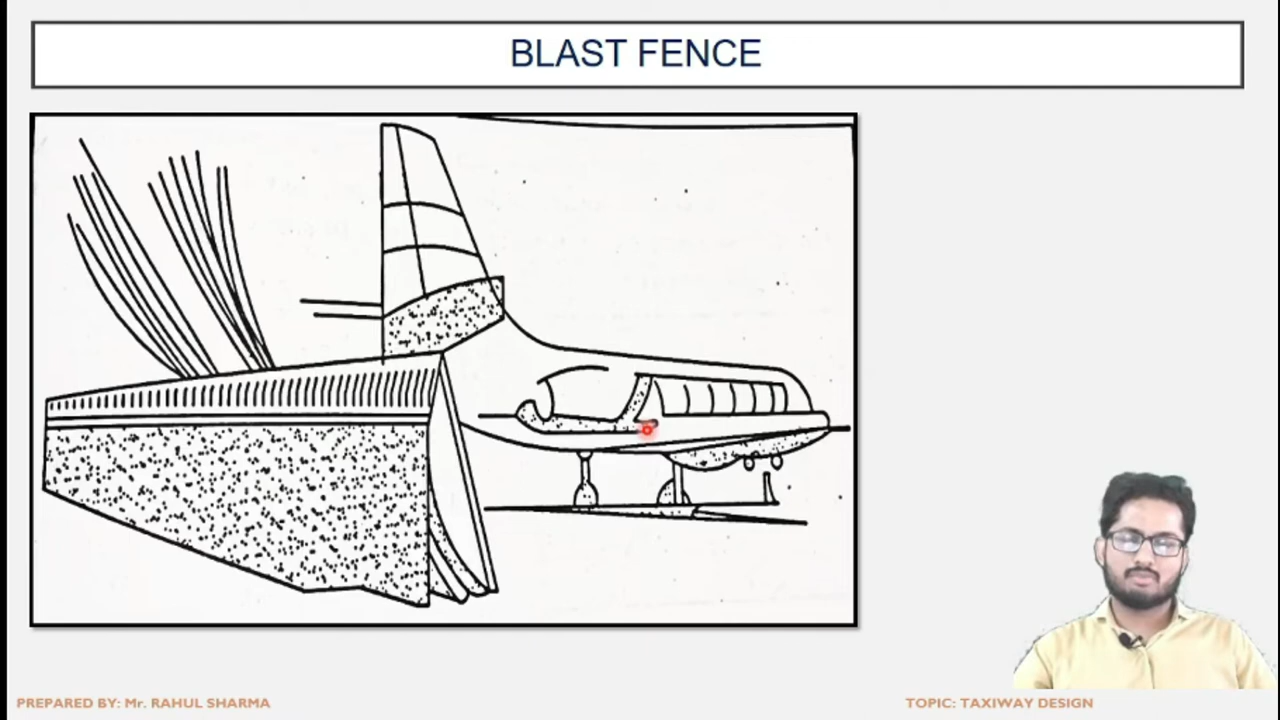 BLAST FENCE
PREPARED BY: Mr. RAHUL SHARMA
TOPIC: TAXIWAY DESIGN